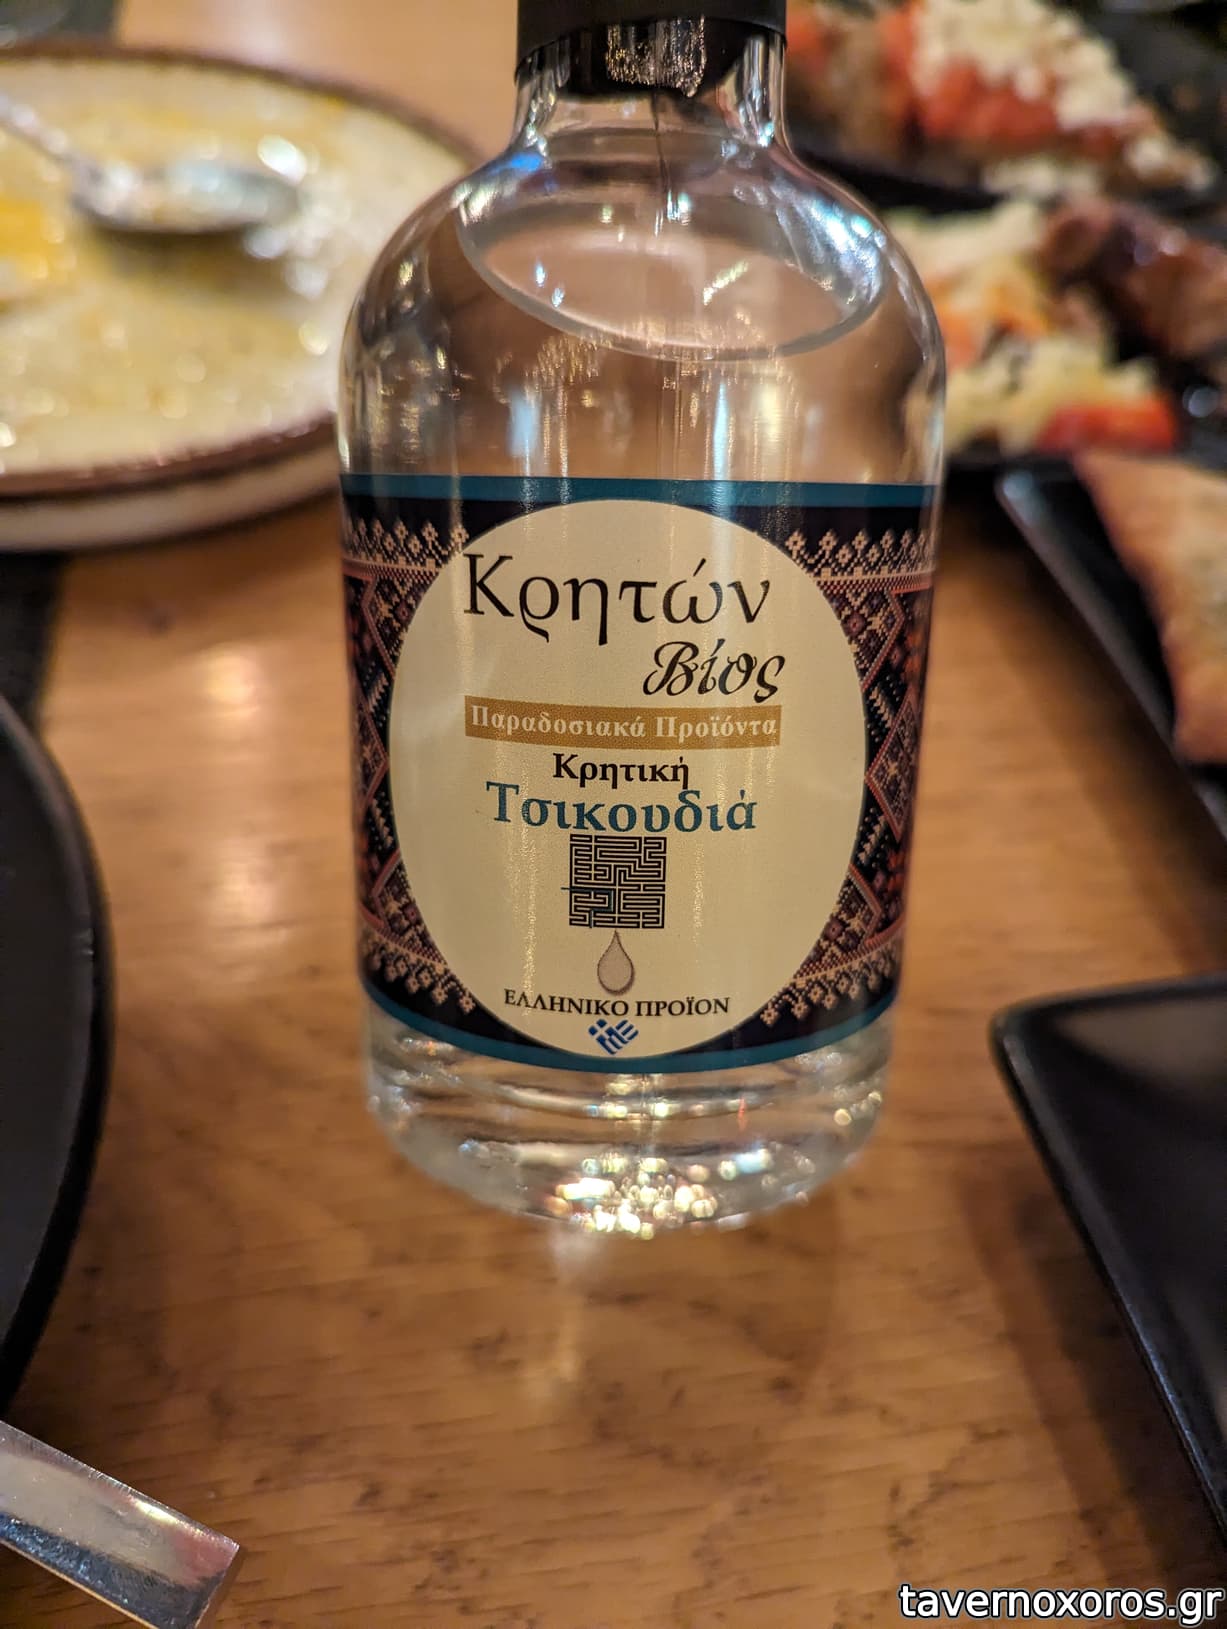 Κρητών
Βίος
Παραδοσιακά Προϊόντα
Κρητική
Τσικουδιά
ΕΛΛΗΝΙΚΟ ΠΡΟΪΟΝ
tavernoxoros.gr